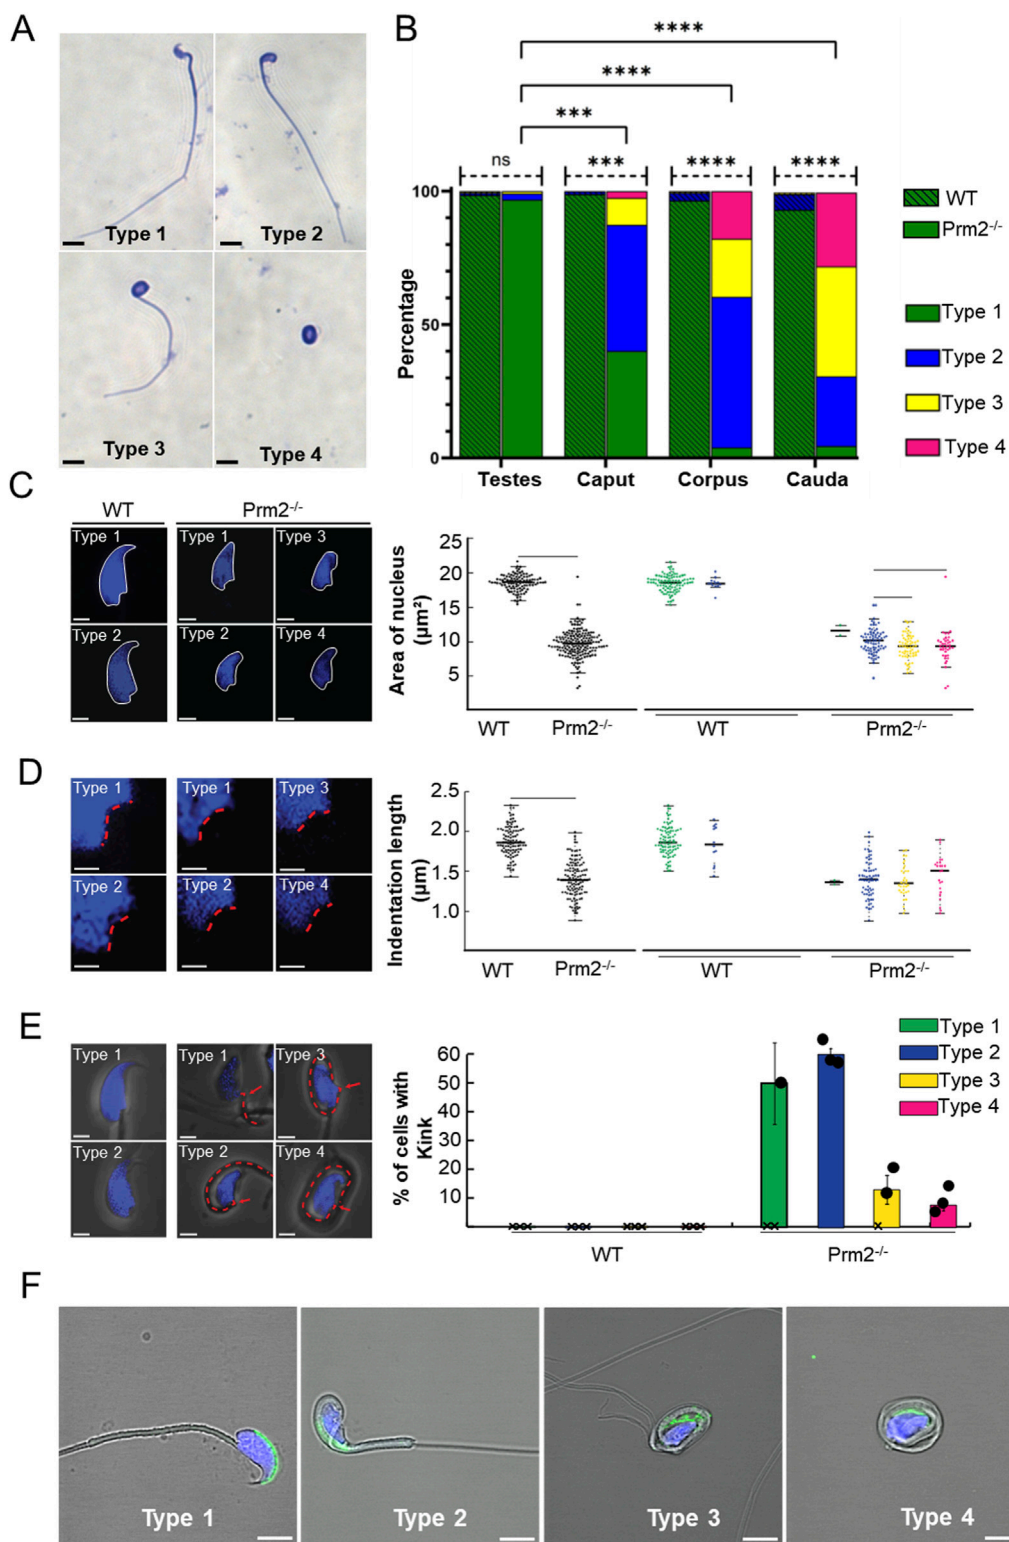 A
Type 1
Type 2
Type 3
Type 4
B
****
****
***
ns
***
****
****
Percentage
100
50
0
Testes
Caput
Corpus
Cauda
WT
Prm2-/-
Type 1
Type 2
Type 3
Type 4
C
WT
Prm2-/-
Type 1
Type 1
Type 3
Type 2
Type 2
Type 4
Area of nucleus
(µm²)
25
20
15
10
5
WT
Prm2-/-
WT
Prm2-/-
D
Type 1
Type 1
Type 3
Type 2
Type 2
Type 4
Indentation length
(µm)
2.5
2.0
1.5
1.0
WT
Prm2-/-
WT
Prm2-/-
E
Type 1
Type 1
Type 3
Type 2
Type 2
Type 4
% of cells with
Kink
60
50
40
30
20
10
WT
Prm2-/-
Type 1
Type 2
Type 3
Type 4
F
Type 1
Type 2
Type 3
Type 4